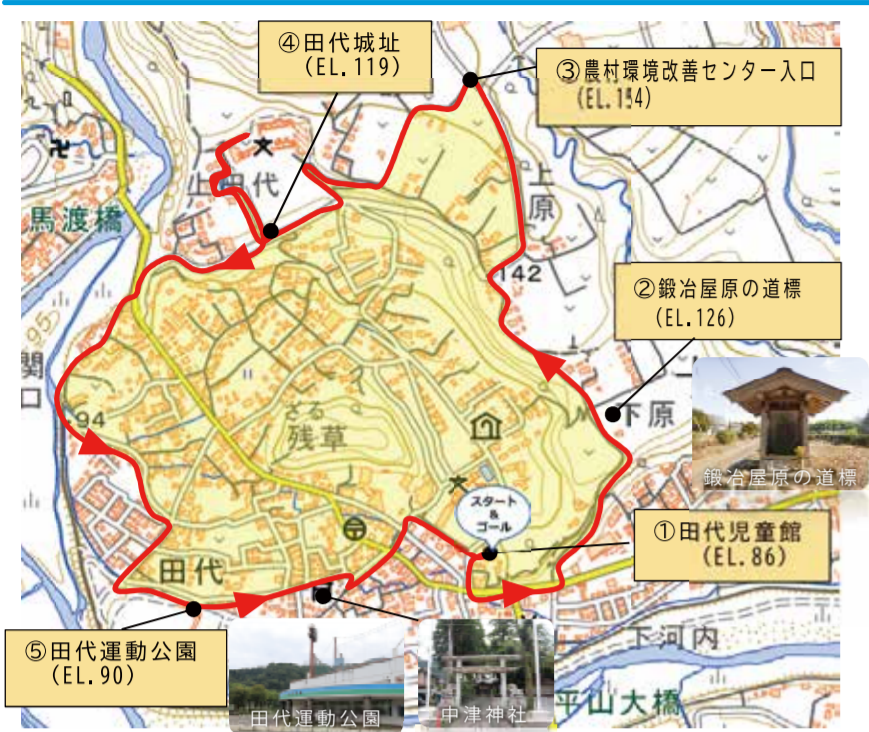 ④田代城址
(EL.119)
③農村環境改善センター入口
(EL.154)
上田代
馬渡橋
上原
142
②鍛冶屋原の道標
(EL.126)
95
関口
94
下原
ざる
残草
鍛冶屋原の道標
スタート
&
ゴール
①田代児童館
(EL.86)
田代
下河内
⑤田代運動公園
(EL.90)
田代運動公園
中津神社
平山大橋